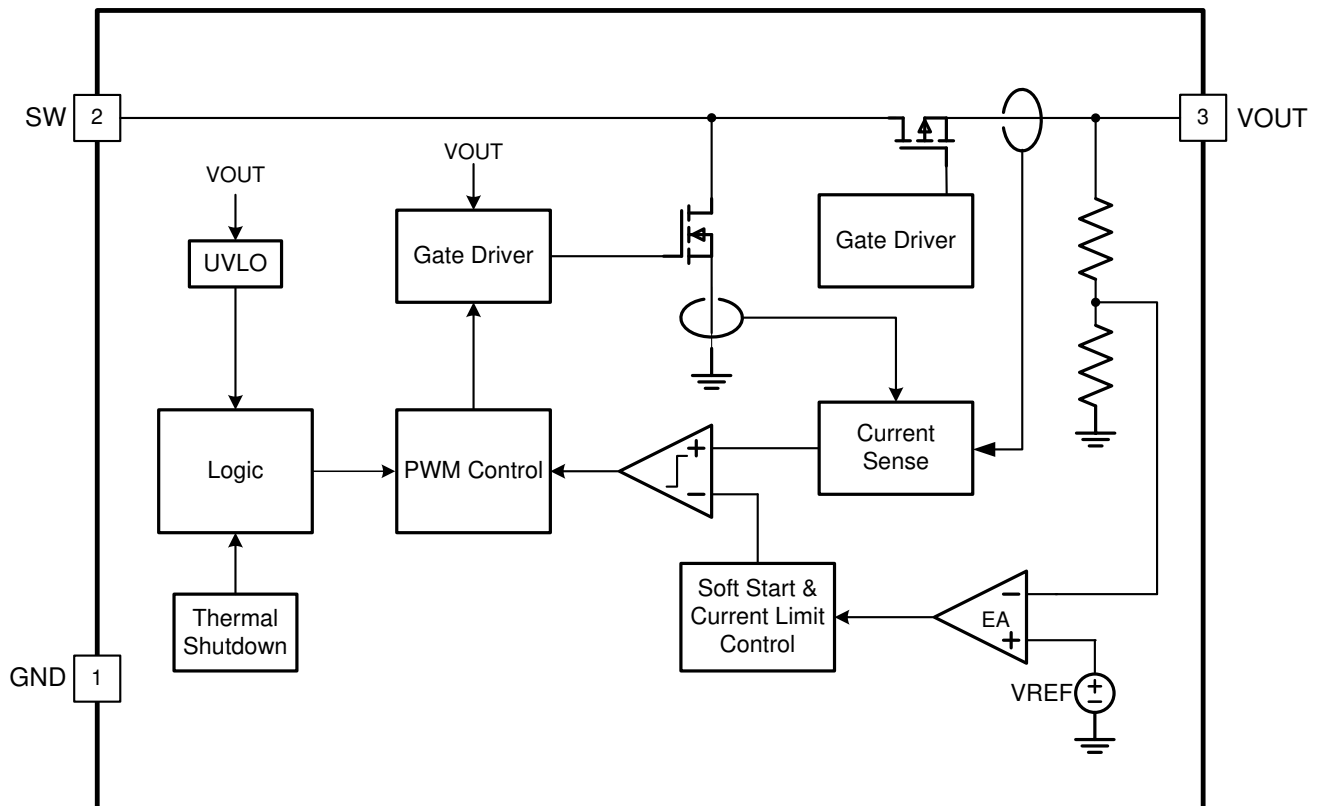 SW
2
3
VOUT
VOUT
VOUT
UVLO
Gate Driver
Gate Driver
Logic
PWM Control
+
−
Current
Sense
Thermal
Shutdown
Soft Start &
Current Limit
Control
EA
−
+
GND
1
VREF
+
−